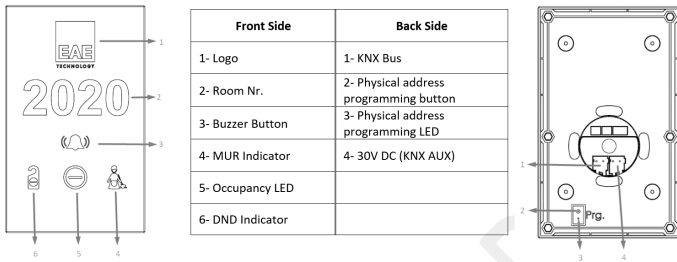 EAE
TECHNOLOGY
1
2020
2
3
6
5
4
Front Side Back Side
1- Logo 1- KNX Bus
2- Room Nr. 2- Physical address
programming button
3- Buzzer Button 3- Physical address
programming LED
4- MUR Indicator 4- 30V DC (KNX AUX)
5- Occupancy LED
6- DND Indicator
1
2
Prg.
3
4